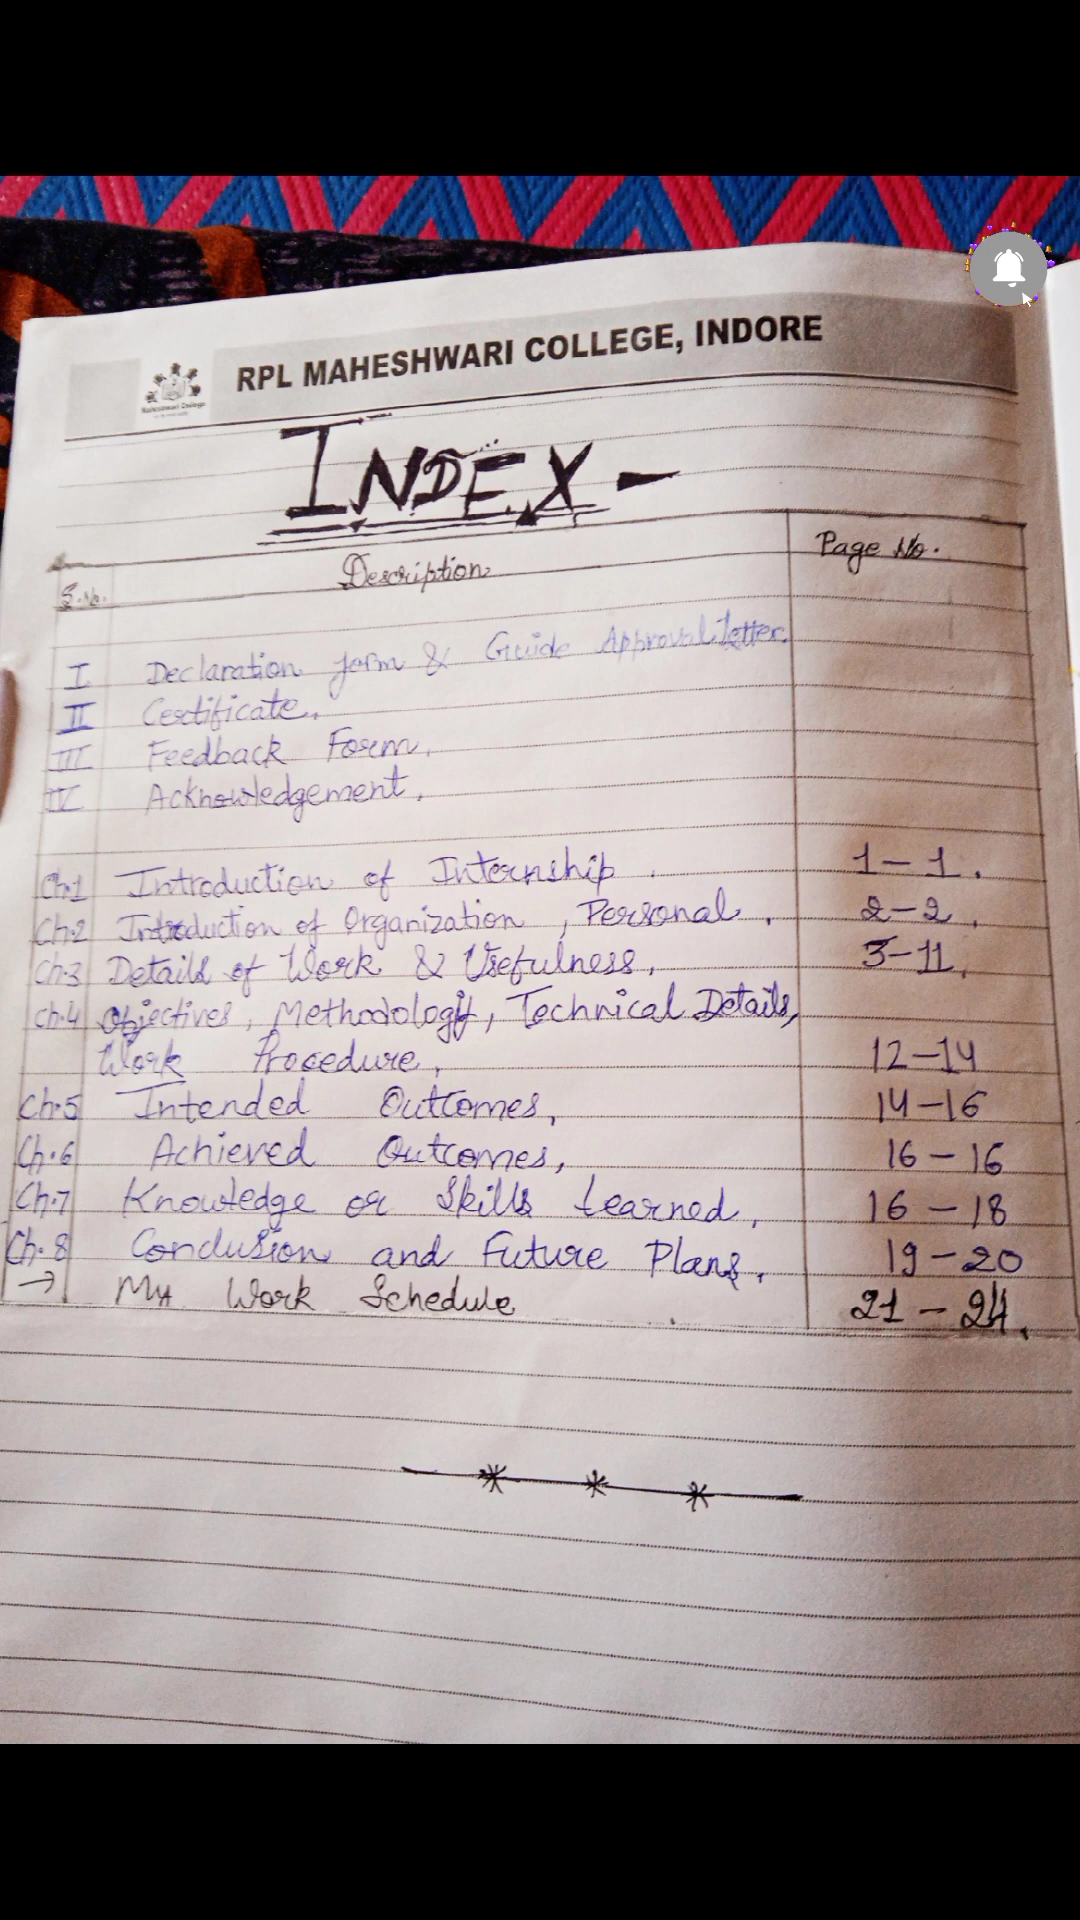 RPL MAHESHWARI COLLEGE, INDORE
Maheshwari College
INDEX -
S.No. Description Page No.
I Declaration form & Guide Approval Letter.
II Certificate.
III Feedback Form.
IV Acknowledgement.
Ch.1 Introduction of Internship. 1-1.
Ch.2 Introduction of Organization, Personal. 2-2.
Ch.3 Details of Work & Usefulness. 3-11.
Ch.4 Objectives, Methodology, Technical Details,
Work Procedure. 12-14
Ch.5 Intended Outcomes, 14-16
Ch.6 Achieved Outcomes, 16-16
Ch.7 Knowledge or Skills Learned, 16-18
Ch.8 Conclusion and Future Plans. 19-20
→ My Work Schedule 21-24.